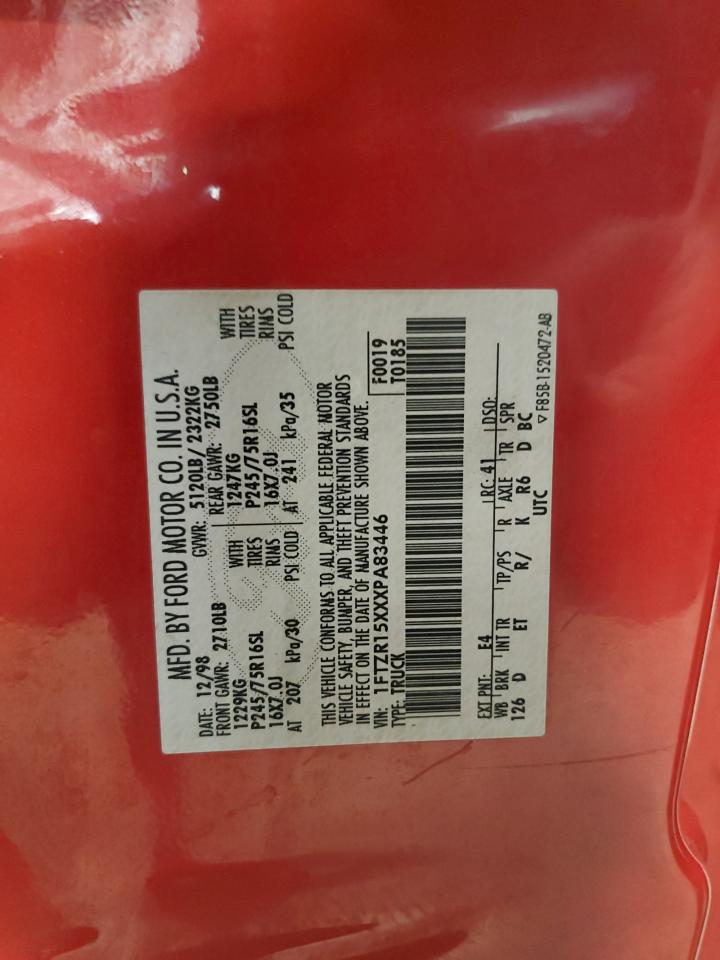 MFD. BY FORD MOTOR CO. IN U.S.A.
DATE: 12/98 GVWR: 5120LB/ 2322KG
FRONT GAWR: 2710LB REAR GAWR: 2750LB
1229KG WITH 1247KG WITH
P245/75R16SL TIRES P245/75R16SL TIRES
16X7.0J RIMS 16X7.0J RIMS
AT 207 kPa/30 PSI COLD AT 241 kPa/35 PSI COLD
THIS VEHICLE CONFORMS TO ALL APPLICABLE FEDERAL MOTOR
VEHICLE SAFETY, BUMPER, AND THEFT PREVENTION STANDARDS
IN EFFECT ON THE DATE OF MANUFACTURE SHOWN ABOVE.
VIN: 1FTZR15XXXPA83446 F0019
TYPE: TRUCK T0185
EXT PNT: E4 RC: 41 DSO:
WB BRK INT TR TP/PS R AXLE TR SPR
126 D ET R/ K R6 D BC
UTC ▽ F85B-1520472-AB